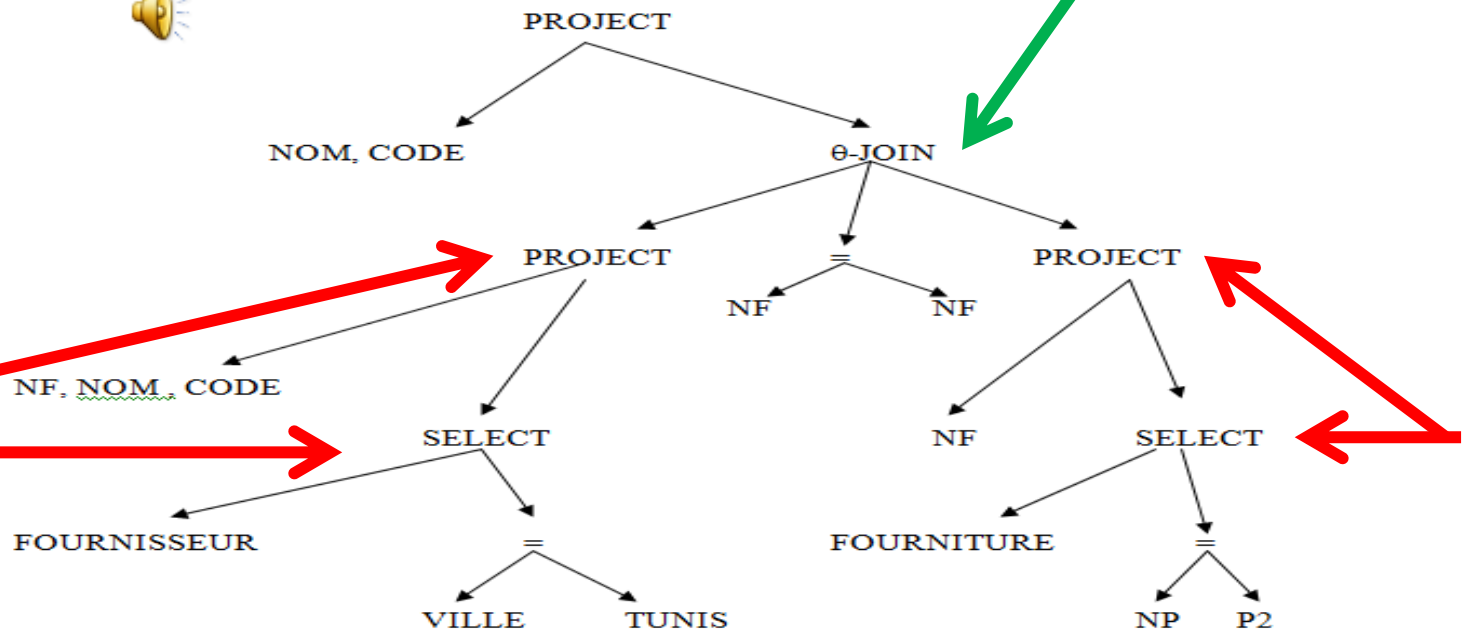 PROJECT
NOM, CODE
θ-JOIN
PROJECT
=
PROJECT
NF
NF
NF, NOM , CODE
SELECT
NF
SELECT
FOURNISSEUR
=
FOURNITURE
=
VILLE
TUNIS
NP
P2